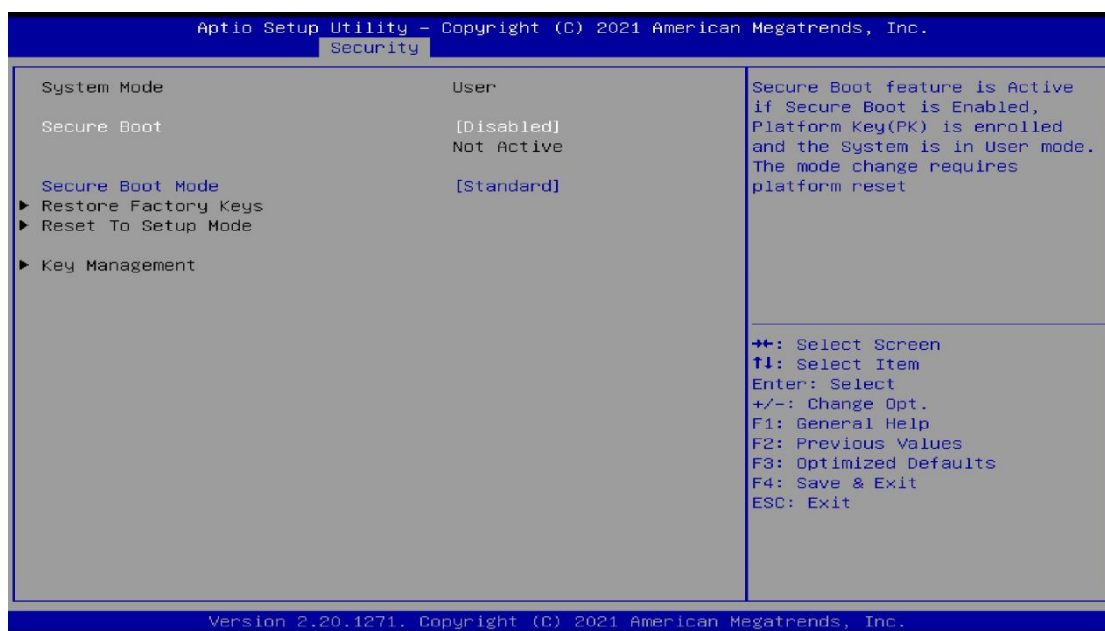 Aptio Setup Utility – Copyright (C) 2021 American Megatrends, Inc.
Security
System Mode User
Secure Boot [Disabled]
Not Active
Secure Boot Mode [Standard]
▶ Restore Factory Keys
▶ Reset To Setup Mode
▶ Key Management
Secure Boot feature is Active
if Secure Boot is Enabled,
Platform Key(PK) is enrolled
and the System is in User mode.
The mode change requires
platform reset
→←: Select Screen
↑↓: Select Item
Enter: Select
+/-: Change Opt.
F1: General Help
F2: Previous Values
F3: Optimized Defaults
F4: Save & Exit
ESC: Exit
Version 2.20.1271. Copyright (C) 2021 American Megatrends, Inc.